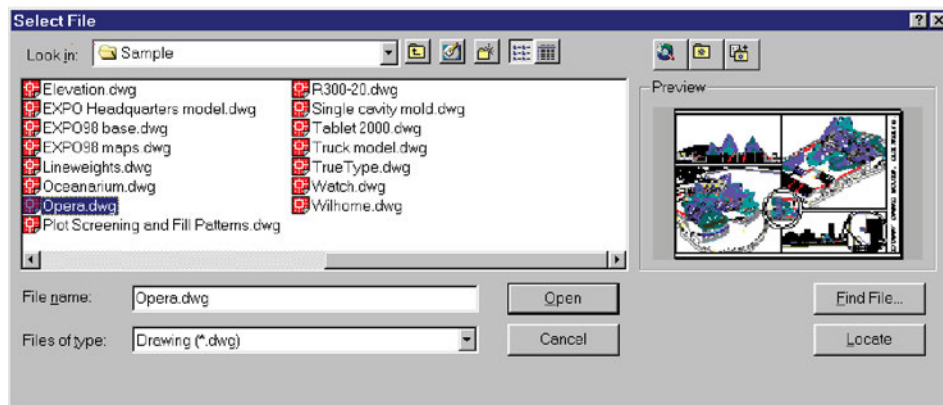 Select File
Look in: Sample
Elevation.dwg
EXPO Headquarters model.dwg
EXPO98 base.dwg
EXPO98 maps.dwg
Lineweights.dwg
Oceanarium.dwg
Opera.dwg
Plot Screening and Fill Patterns.dwg
R300-20.dwg
Single cavity mold.dwg
Tablet 2000.dwg
Truck model.dwg
TrueType.dwg
Watch.dwg
Wilhome.dwg
Preview
File name: Opera.dwg
Open
Find File...
Files of type: Drawing (*.dwg)
Cancel
Locate